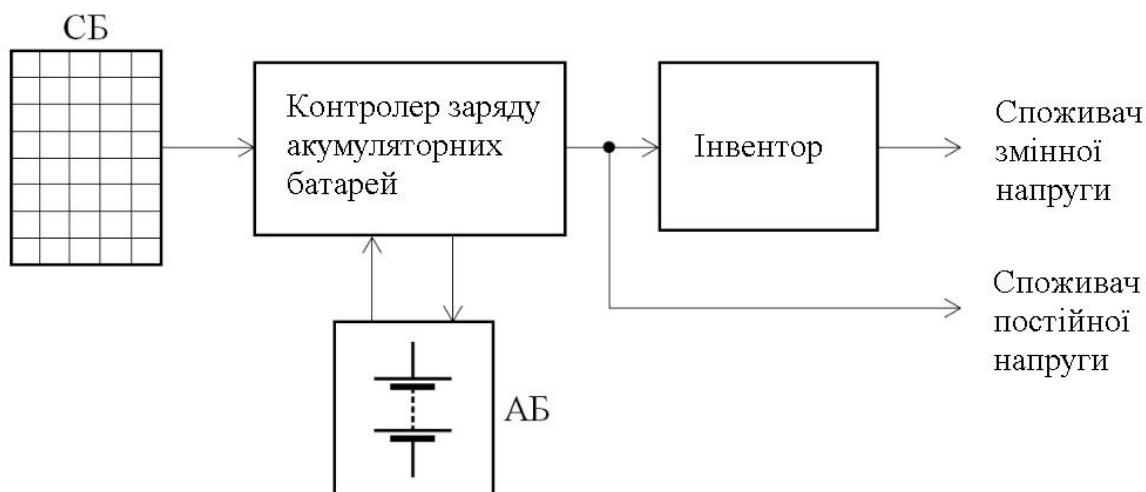 СБ
Контролер заряду
акумуляторних
батарей
Інвентор
Споживач
змінної
напруги
Споживач
постійної
напруги
АБ